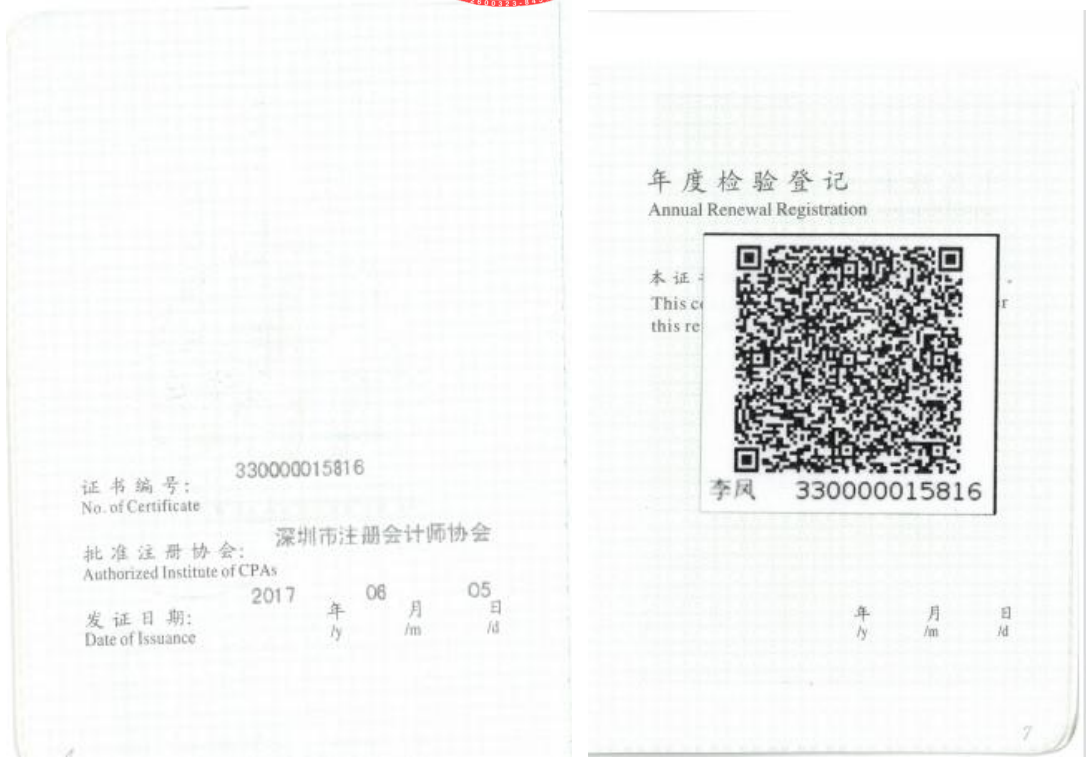 330000015816
证书编号:
No. of Certificate
深圳市注册会计师协会
批准注册协会:
Authorized Institute of CPAs
2017 年 06 月 05 日
/y /m /d
发证日期:
Date of Issuance
年度检验登记
Annual Renewal Registration
本证
This
this
李凤 330000015816
年 月 日
/y /m /d
7